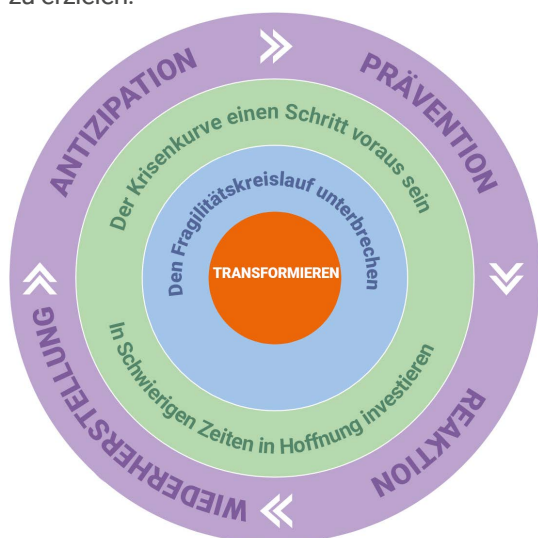 zu erzielen.
ANTIZIPATION
PRÄVENTION
REAKTION
WIEDERHERSTELLUNG
Der Krisenkurve einen Schritt voraus sein
In Schwierigen Zeiten in Hoffnung investieren
Den Fragilitätskreislauf unterbrechen
TRANSFORMIEREN